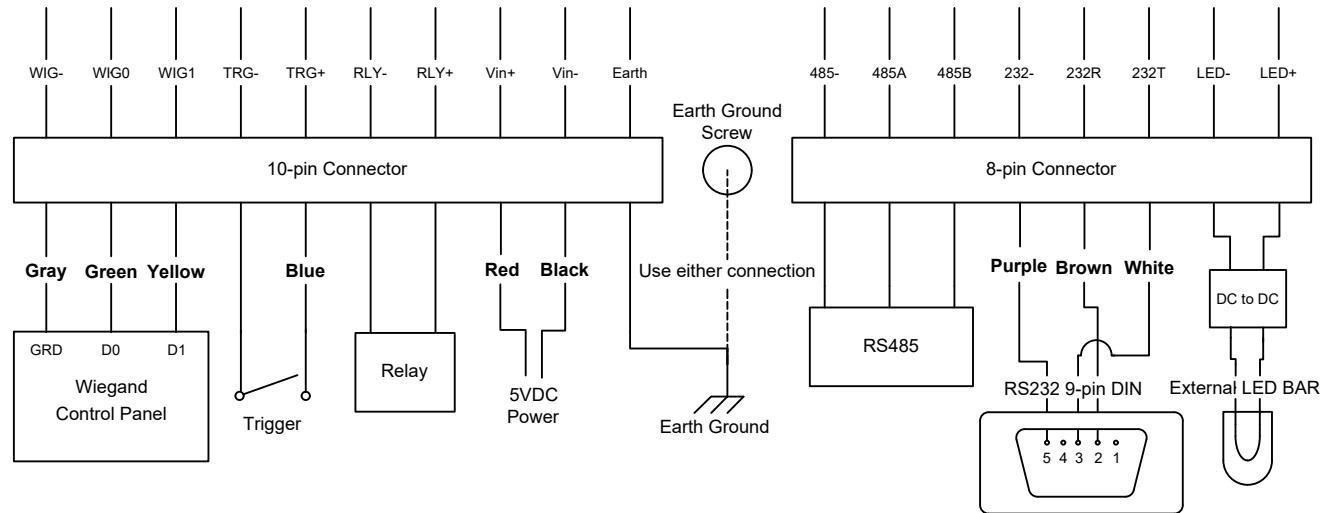 WIG- WIG0 WIG1 TRG- TRG+ RLY- RLY+ Vin+ Vin- Earth
485- 485A 485B 232- 232R 232T LED- LED+
Earth Ground
Screw
10-pin Connector
8-pin Connector
Gray Green Yellow Blue Red Black
Use either connection
Purple Brown White
GRD D0 D1
Wiegand
Control Panel
Trigger
Relay
5VDC
Power
Earth Ground
RS485
DC to DC
RS232 9-pin DIN
External LED BAR
5 4 3 2 1